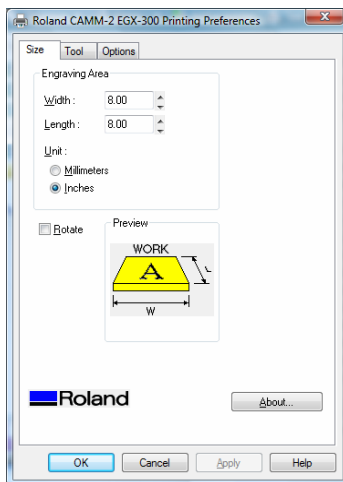 Roland CAMM-2 EGX-300 Printing Preferences
Size Tool Options
Engraving Area
Width : 8.00
Length : 8.00
Unit :
Millimeters
Inches
Rotate
Preview
WORK
A
L
W
Roland
About...
OK Cancel Apply Help